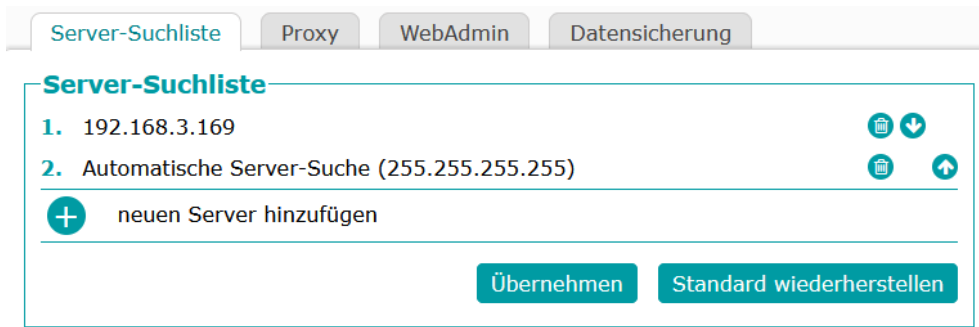 Server-Suchliste Proxy WebAdmin Datensicherung
Server-Suchliste
1. 192.168.3.169
2. Automatische Server-Suche (255.255.255.255)
neuen Server hinzufügen
Übernehmen Standard wiederherstellen